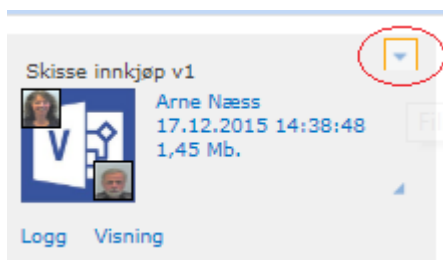 Skisse innkjøp v1
Arne Næss
17.12.2015 14:38:48
1,45 Mb.
V
Logg Visning